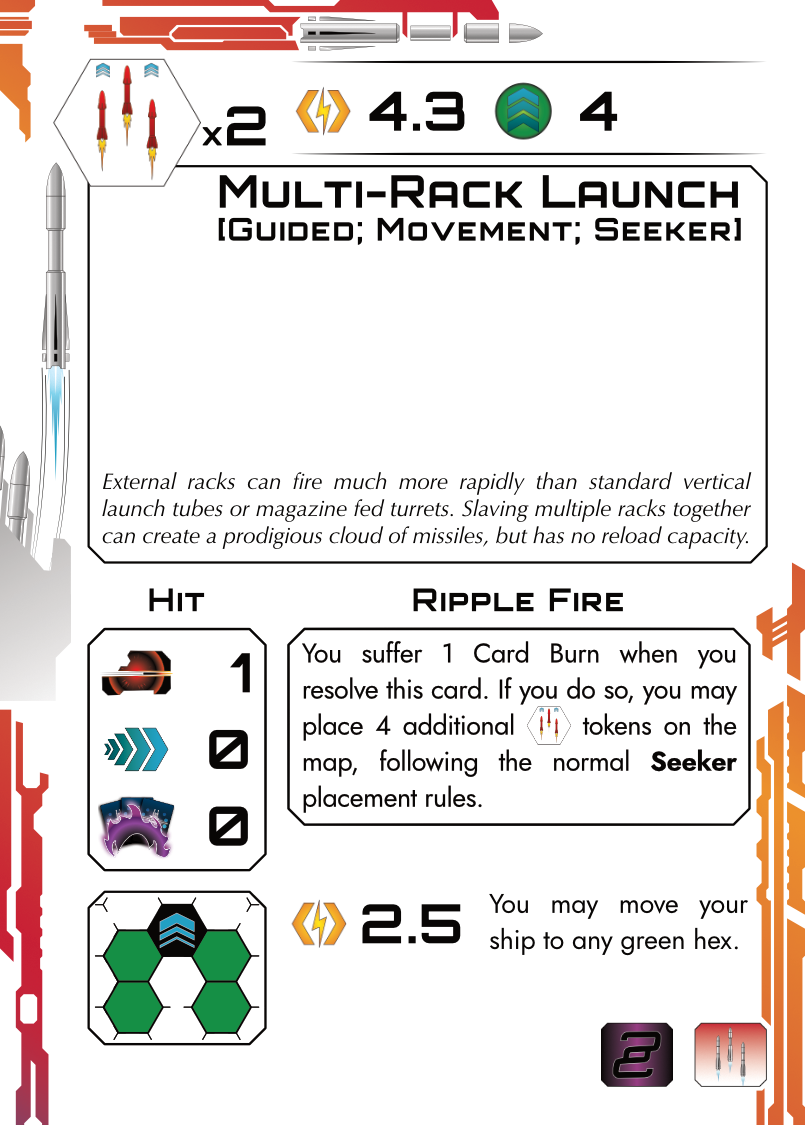 x2 4.3 4
Multi-Rack Launch
[Guided; Movement; Seeker]
External racks can fire much more rapidly than standard vertical
launch tubes or magazine fed turrets. Slaving multiple racks together
can create a prodigious cloud of missiles, but has no reload capacity.
Hit
1
0
0
Ripple Fire
You suffer 1 Card Burn when you
resolve this card. If you do so, you may
place 4 additional tokens on the
map, following the normal Seeker
placement rules.
2.5
You may move your
ship to any green hex.
2